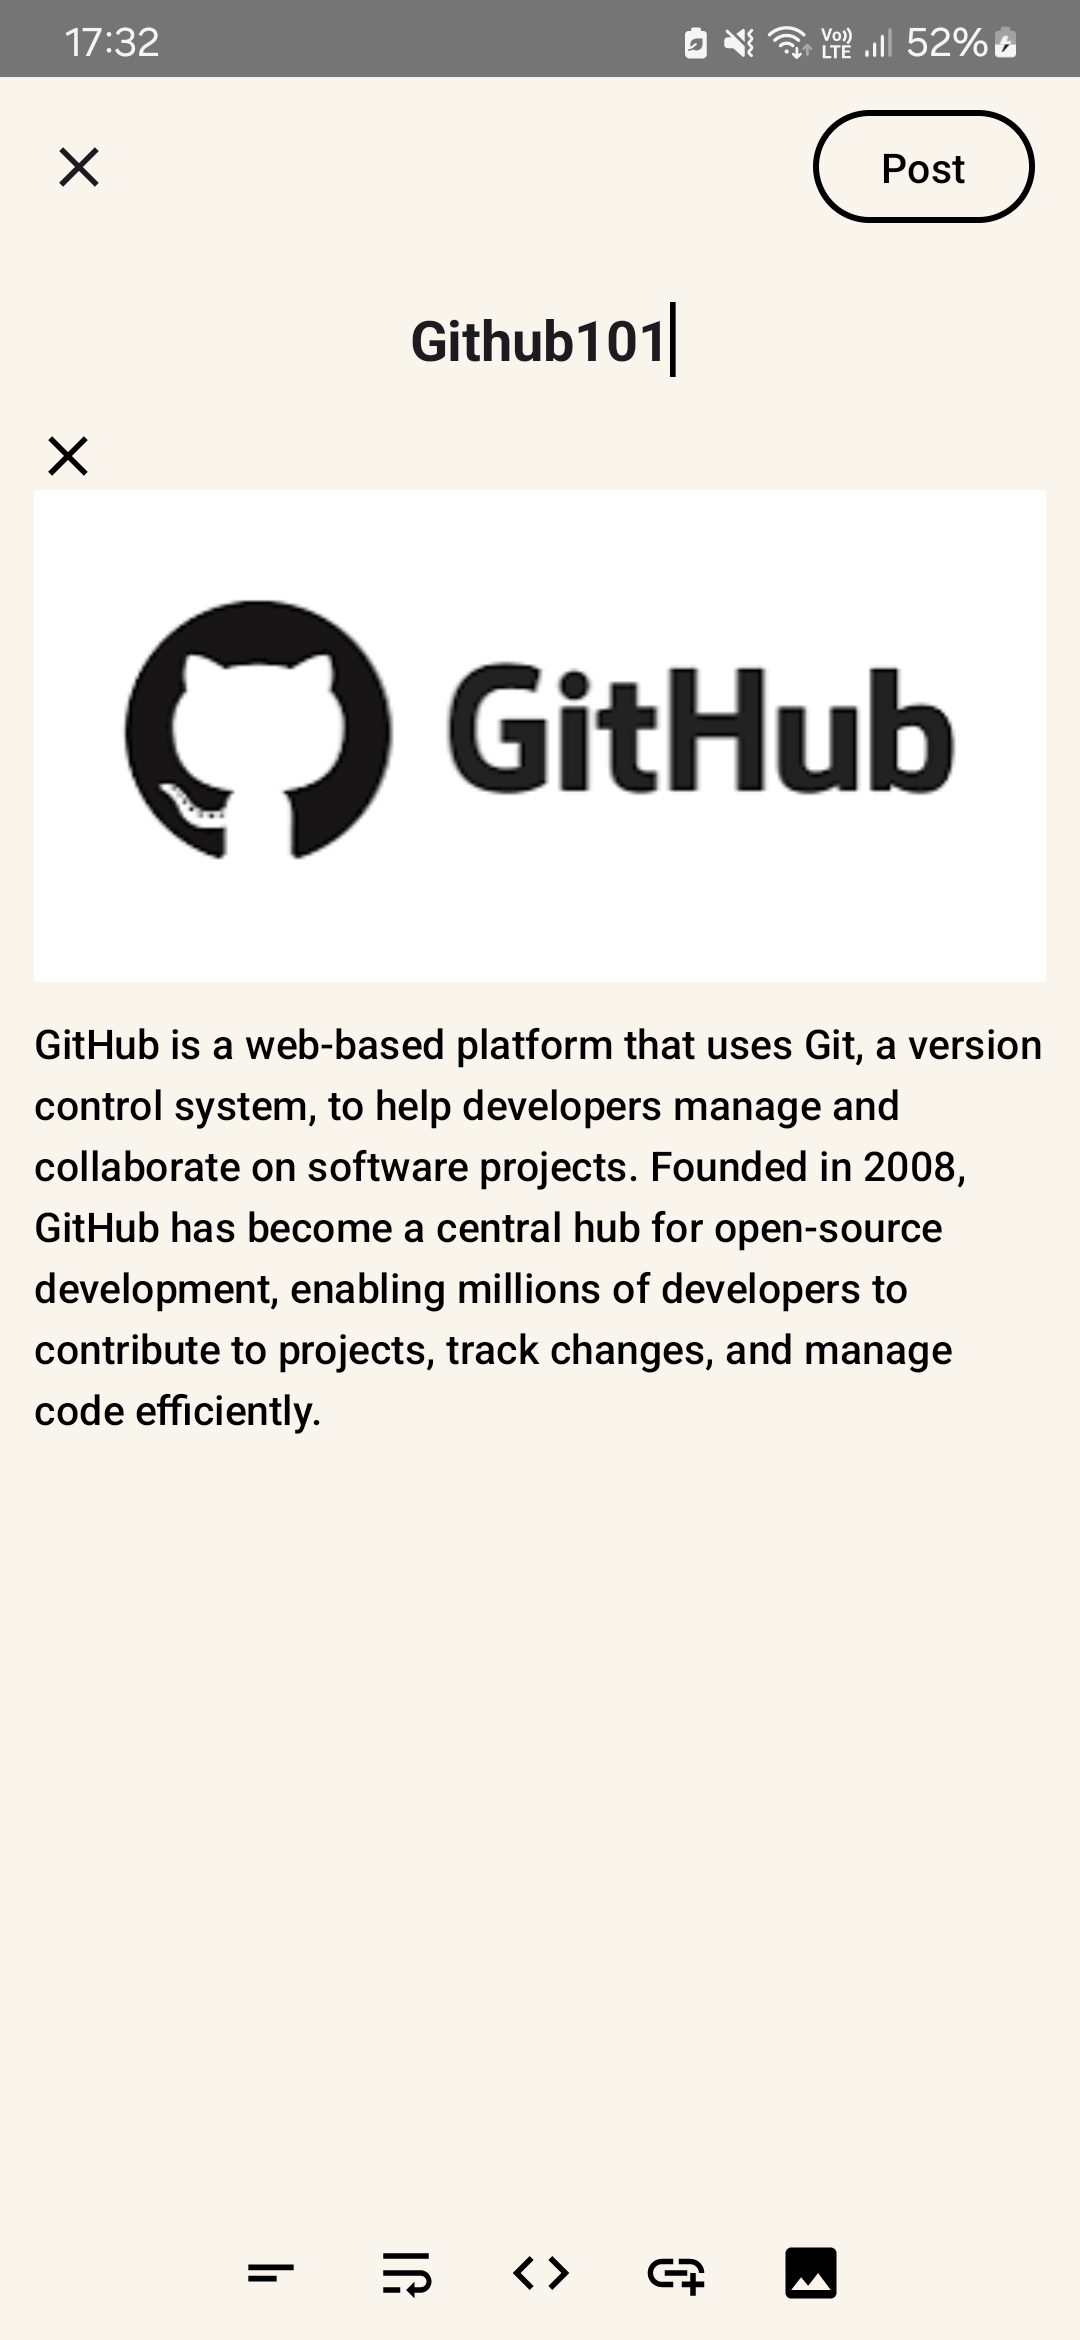 17:32
Vo)) LTE 52%
Post
Github101
GitHub
GitHub is a web-based platform that uses Git, a version
control system, to help developers manage and
collaborate on software projects. Founded in 2008,
GitHub has become a central hub for open-source
development, enabling millions of developers to
contribute to projects, track changes, and manage
code efficiently.